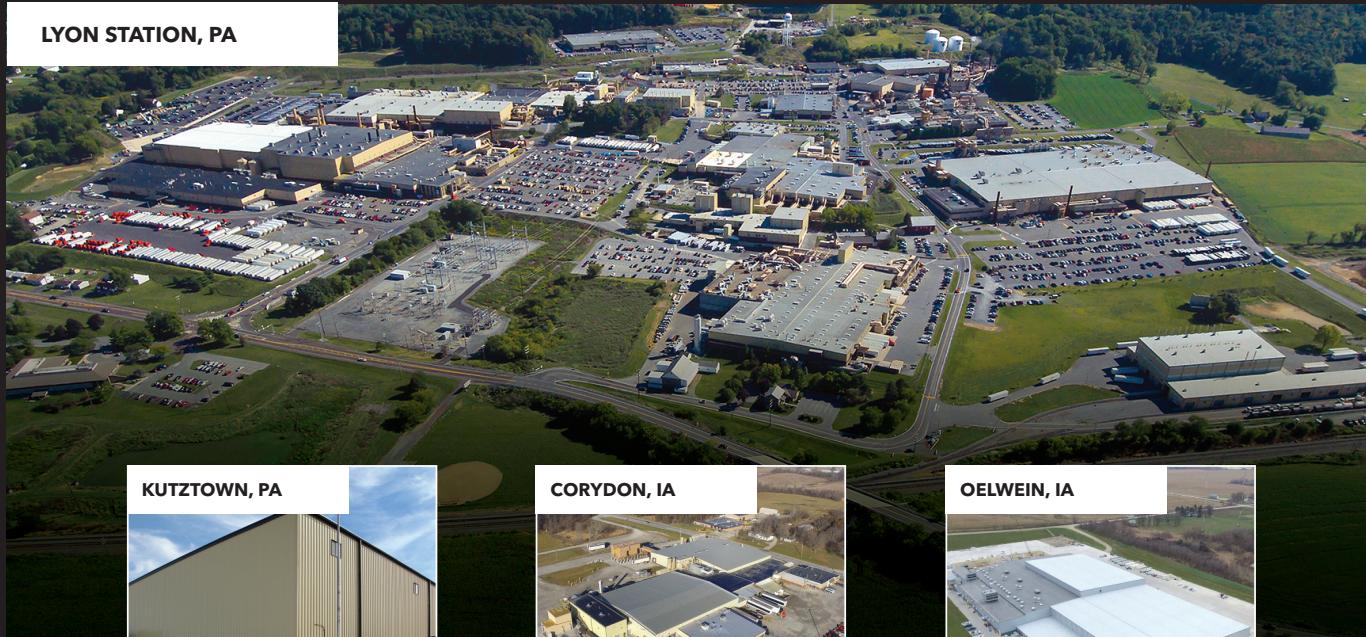 LYON STATION, PA
KUTZTOWN, PA
CORYDON, IA
OELWEIN, IA